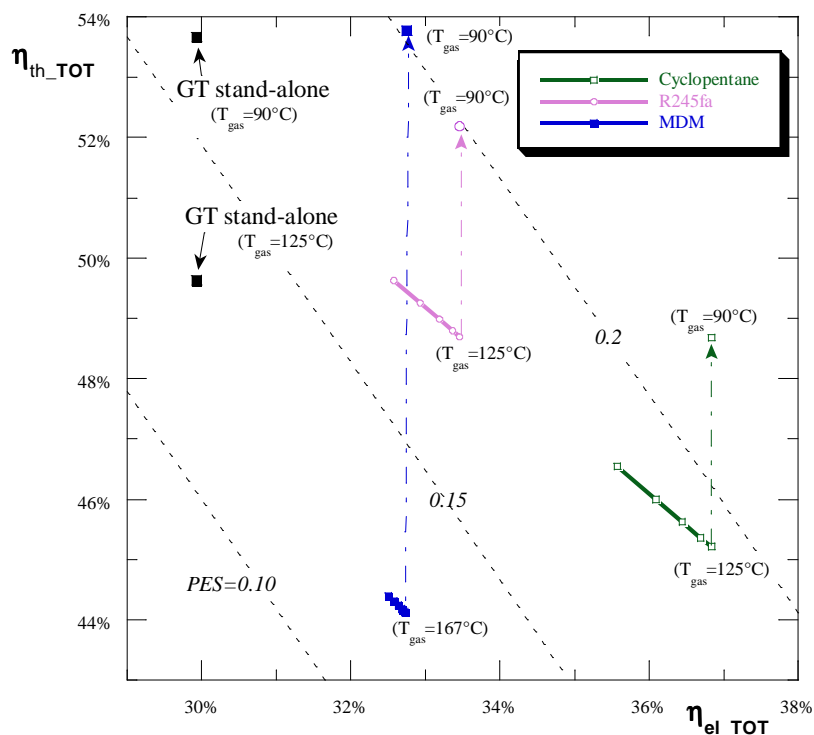 54%
η th_TOT
GT stand-alone
(T gas=90°C)
(T gas=90°C)
(T gas=90°C)
Cyclopentane
R245fa
MDM
52%
GT stand-alone
(T gas=125°C)
50%
(T gas=90°C)
0.2
(T gas=125°C)
48%
46%
0.15
(T gas=125°C)
PES=0.10
44%
(T gas=167°C)
30%
32%
34%
36%
38%
η el_TOT